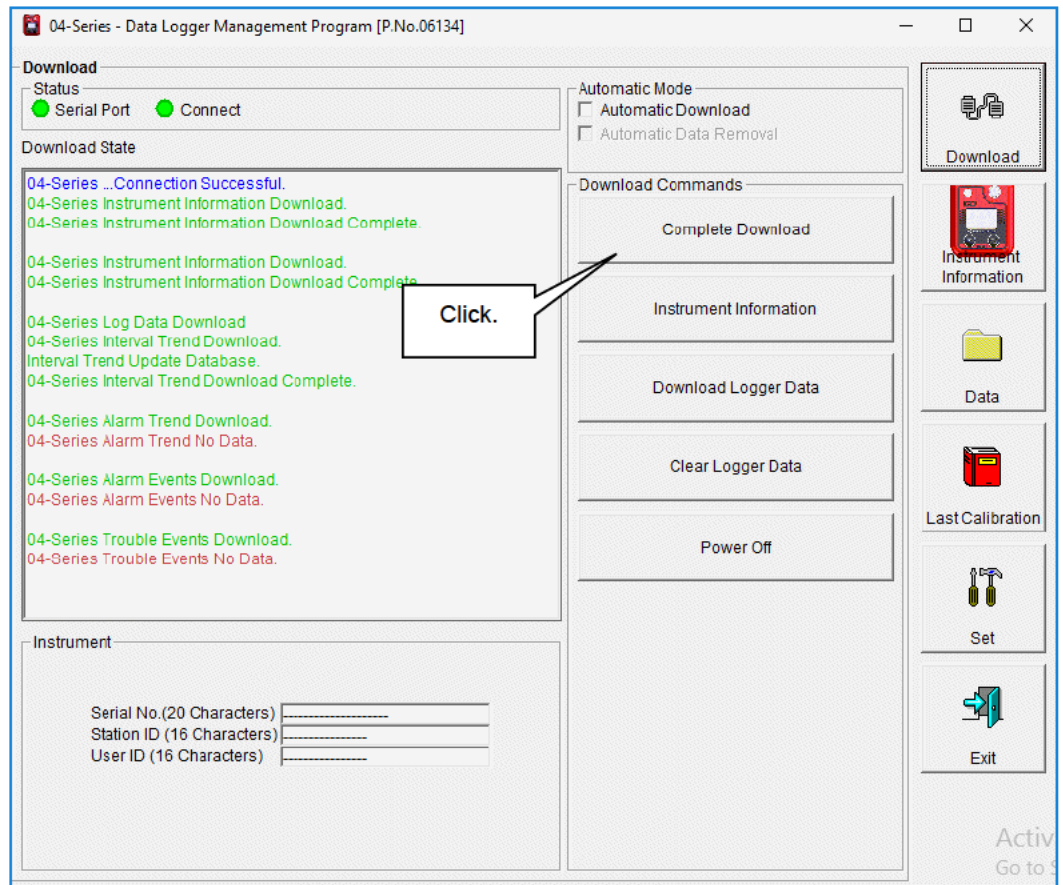 04-Series - Data Logger Management Program [P.No.06134]
Download
Status
Serial Port Connect
Download State
04-Series ...Connection Successful.
04-Series Instrument Information Download.
04-Series Instrument Information Download Complete.
04-Series Instrument Information Download.
04-Series Instrument Information Download Complete
04-Series Log Data Download
04-Series Interval Trend Download.
Interval Trend Update Database.
04-Series Interval Trend Download Complete.
04-Series Alarm Trend Download.
04-Series Alarm Trend No Data.
04-Series Alarm Events Download.
04-Series Alarm Events No Data.
04-Series Trouble Events Download.
04-Series Trouble Events No Data.
Instrument
Serial No.(20 Characters) --------------------
Station ID (16 Characters) ----------------
User ID (16 Characters) ----------------
Automatic Mode
Automatic Download
Automatic Data Removal
Download Commands
Complete Download
Click.
Instrument Information
Download Logger Data
Clear Logger Data
Power Off
Download
Instrument
Information
Data
Last Calibration
Set
Exit
Activ
Go to S